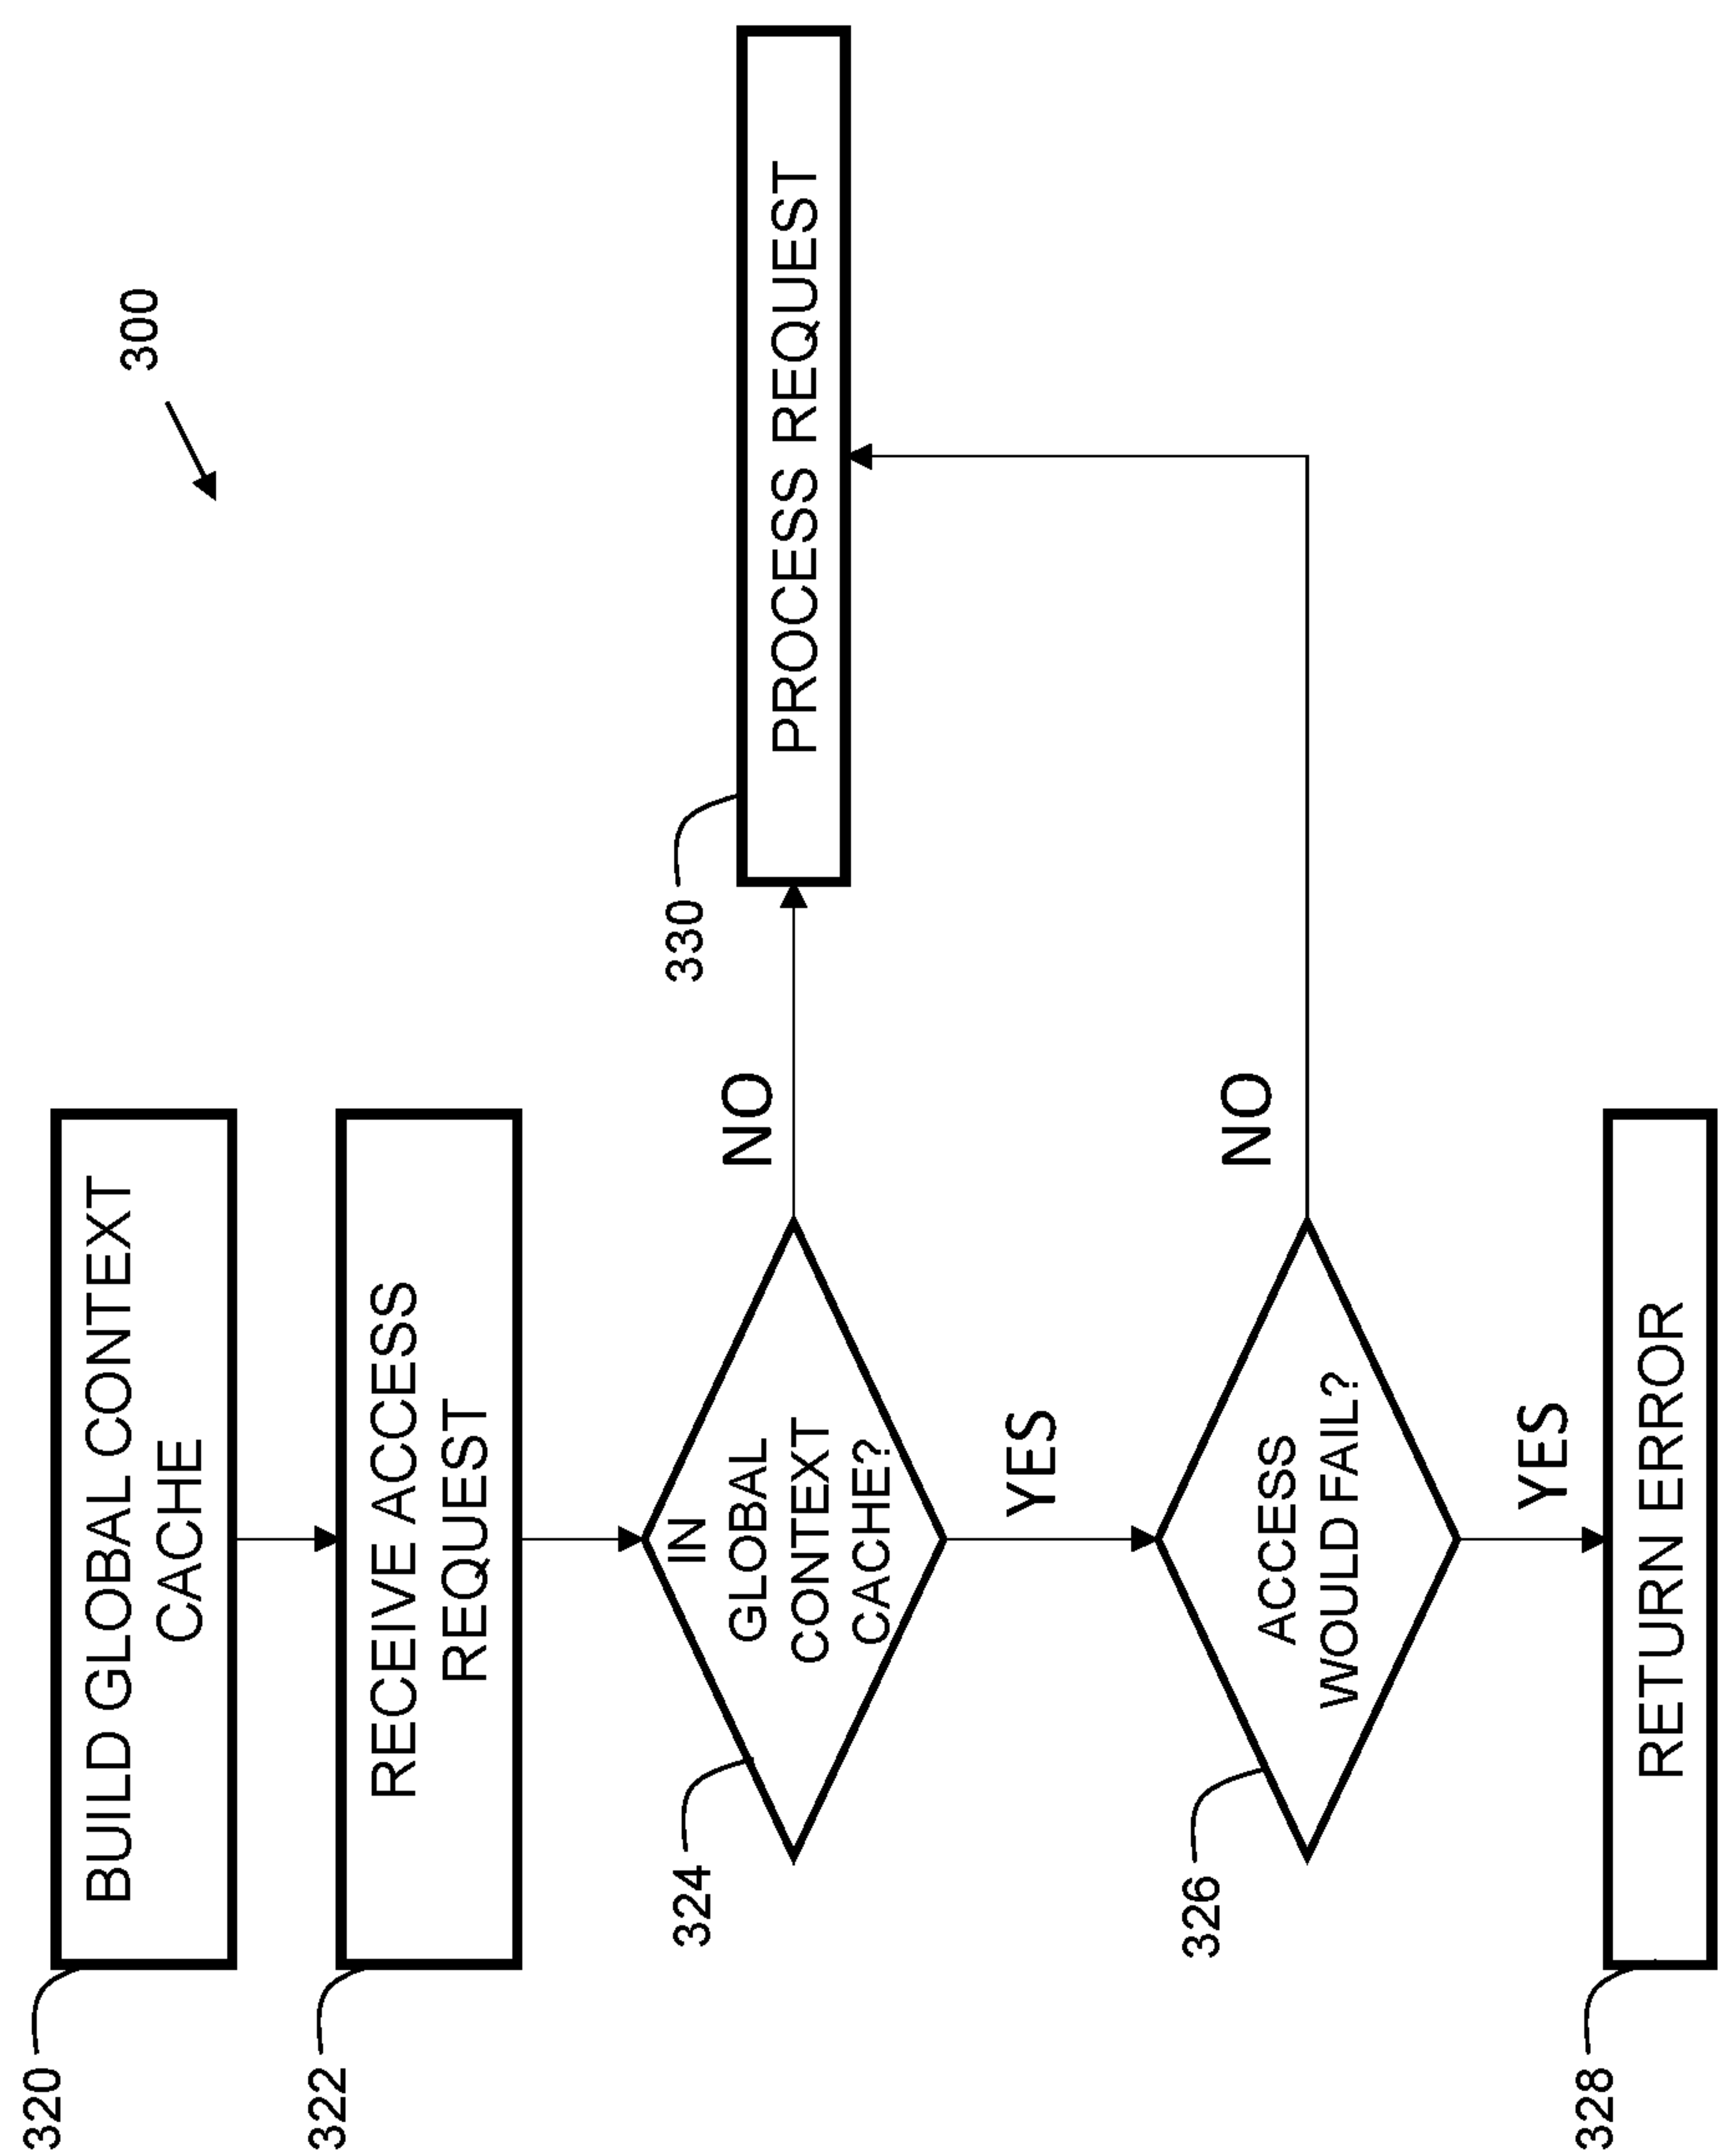 300
320
BUILD GLOBAL CONTEXT
CACHE
322
RECEIVE ACCESS
REQUEST
324
IN
GLOBAL
CONTEXT
CACHE?
NO
330
PROCESS REQUEST
YES
326
ACCESS
WOULD FAIL?
NO
YES
328
RETURN ERROR